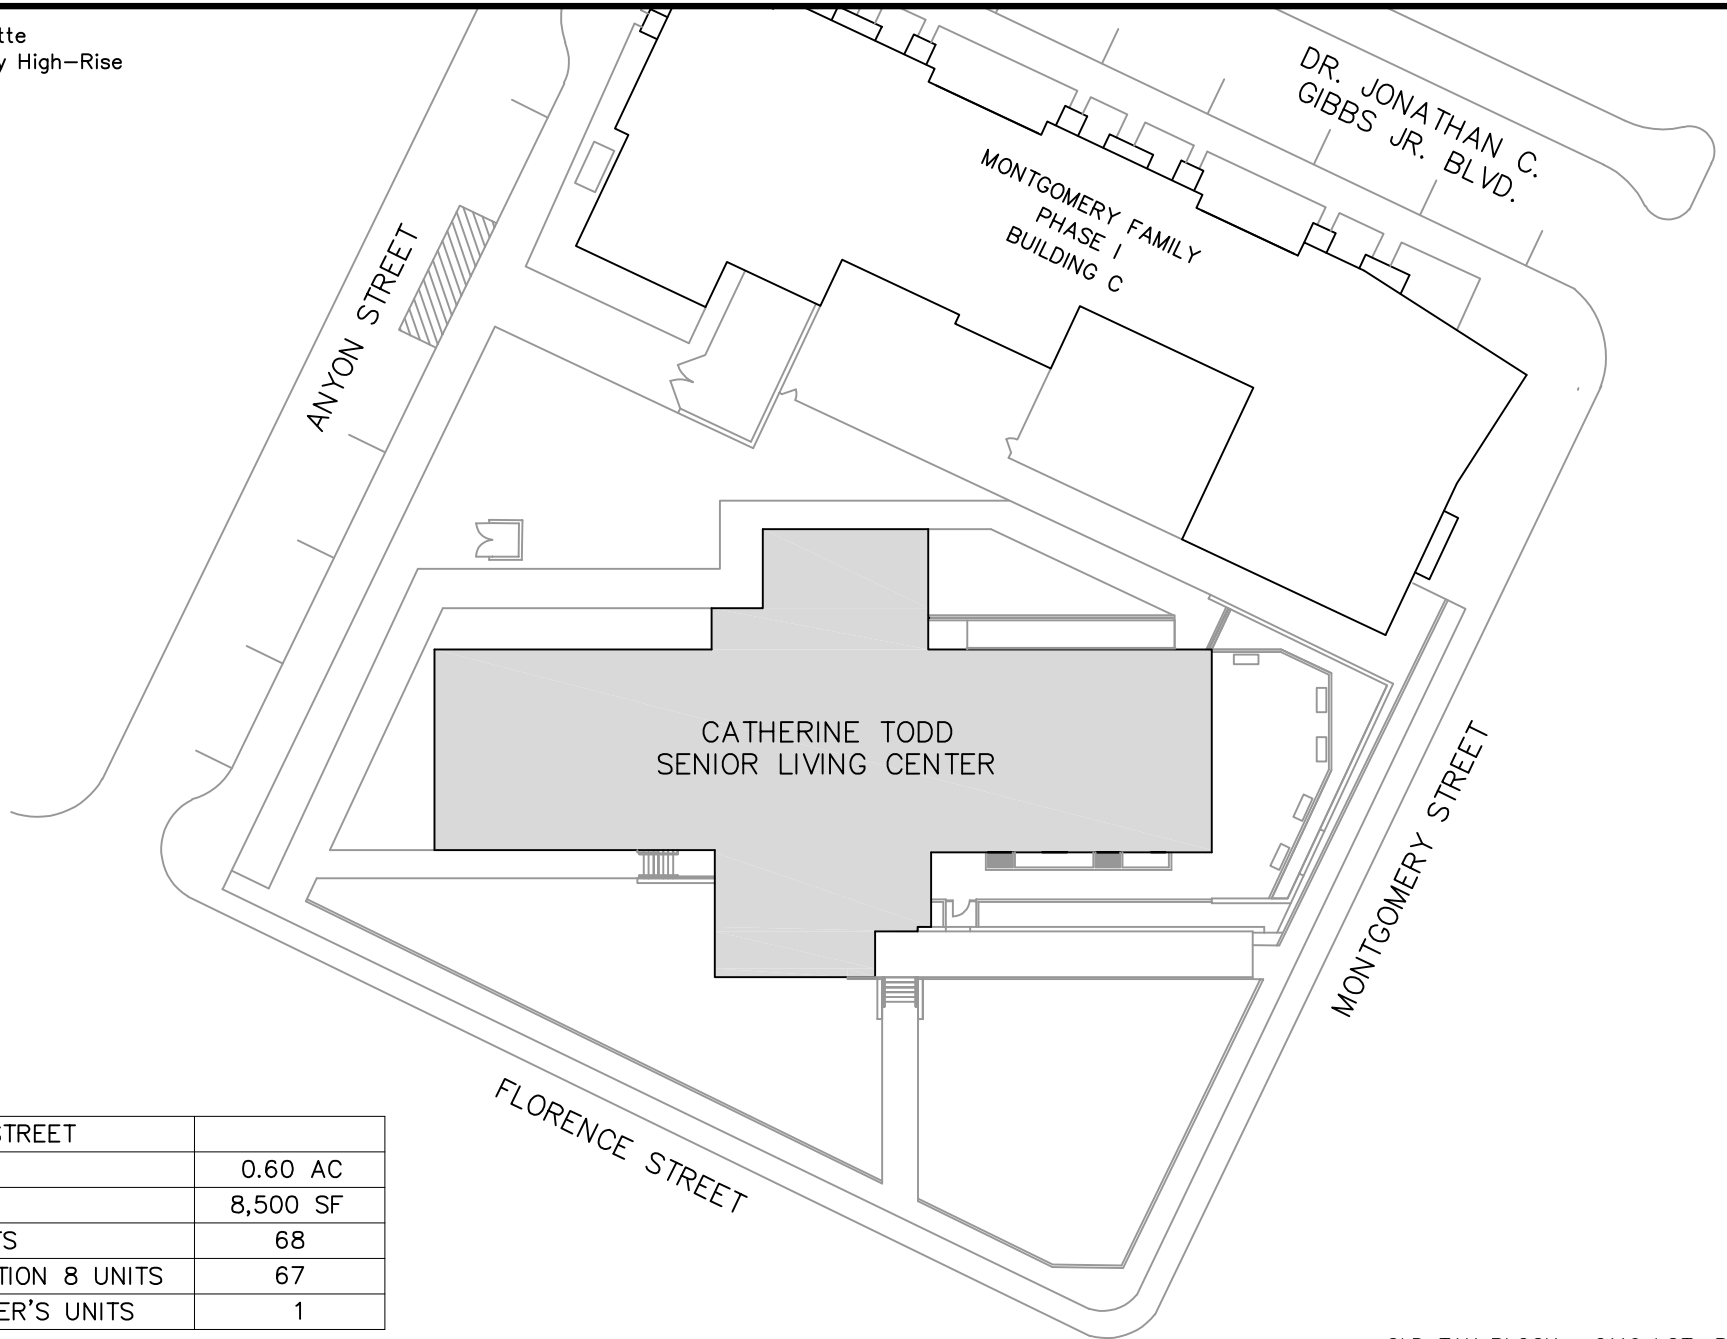 y High-Rise
DR. JONATHAN C.
GIBBS JR. BLVD.
MONTGOMERY FAMILY
PHASE I
BUILDING C
ANYON STREET
CATHERINE TODD
SENIOR LIVING CENTER
MONTGOMERY STREET
FLORENCE STREET
STREET
0.60 AC
8,500 SF
TS 68
TION 8 UNITS 67
ER'S UNITS 1